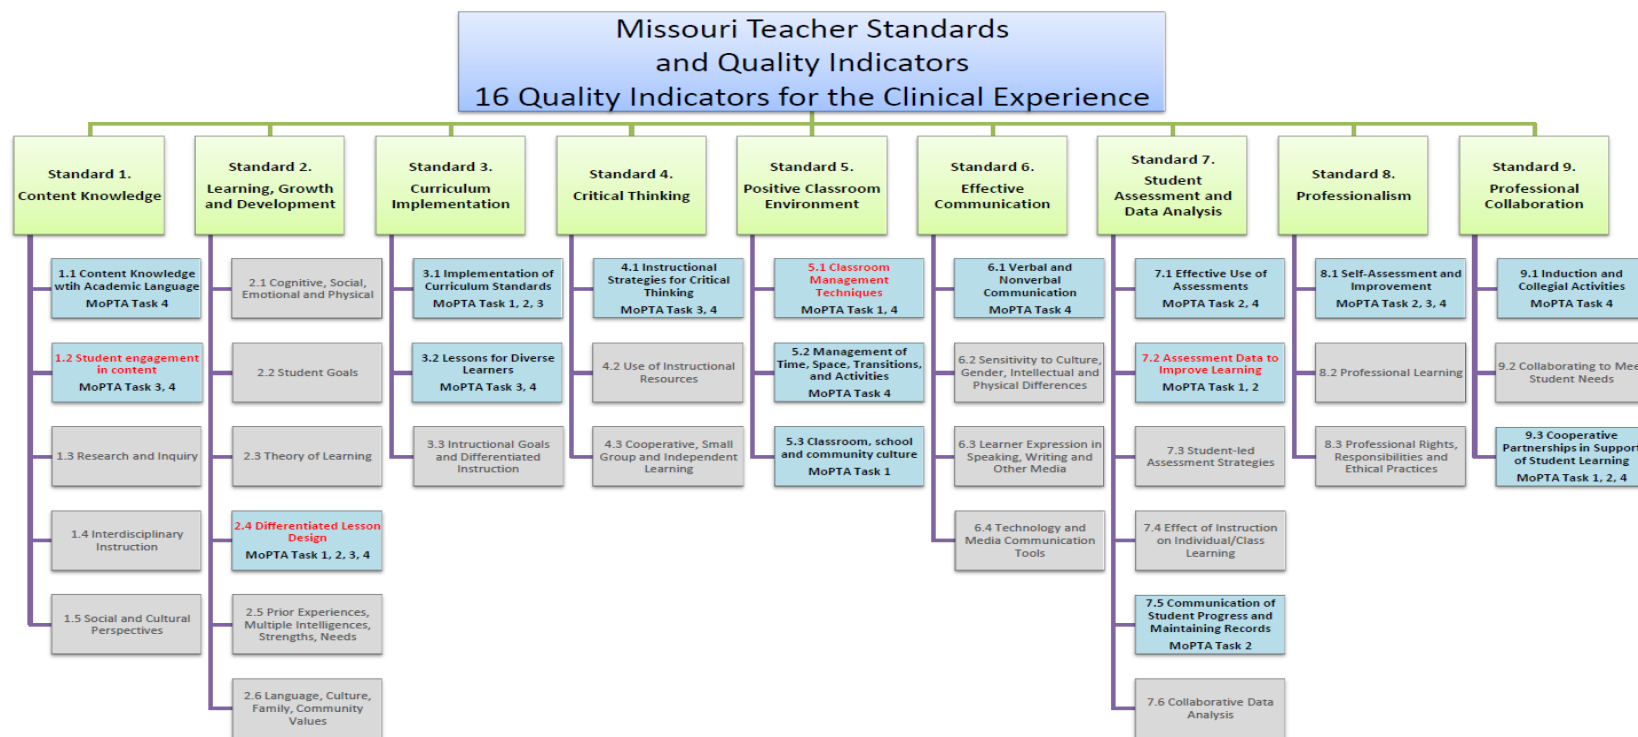 Missouri Teacher Standards
and Quality Indicators
16 Quality Indicators for the Clinical Experience
Standard 1.
Content Knowledge
1.1 Content Knowledge
wtih Academic Language
MoPTA Task 4
1.2 Student engagement
in content
MoPTA Task 3, 4
1.3 Research and Inquiry
1.4 Interdisciplinary
Instruction
1.5 Social and Cultural
Perspectives
Standard 2.
Learning, Growth
and Development
2.1 Cognitive, Social,
Emotional and Physical
2.2 Student Goals
2.3 Theory of Learning
2.4 Differentiated Lesson
Design
MoPTA Task 1, 2, 3, 4
2.5 Prior Experiences,
Multiple Intelligences,
Strengths, Needs
2.6 Language, Culture,
Family, Community
Values
Standard 3.
Curriculum
Implementation
3.1 Implementation of
Curriculum Standards
MoPTA Task 1, 2, 3
3.2 Lessons for Diverse
Learners
MoPTA Task 3, 4
3.3 Intructional Goals
and Differentiated
Instruction
Standard 4.
Critical Thinking
4.1 Instructional
Strategies for Critical
Thinking
MoPTA Task 3, 4
4.2 Use of Instructional
Resources
4.3 Cooperative, Small
Group and Independent
Learning
Standard 5.
Positive Classroom
Environment
5.1 Classroom
Management
Techniques
MoPTA Task 1, 4
5.2 Management of
Time, Space, Transitions,
and Activities
MoPTA Task 4
5.3 Classroom, school
and community culture
MoPTA Task 1
Standard 6.
Effective
Communication
6.1 Verbal and
Nonverbal
Communication
MoPTA Task 4
6.2 Sensitivity to Culture,
Gender, Intellectual and
Physical Differences
6.3 Learner Expression in
Speaking, Writing and
Other Media
6.4 Technology and
Media Communication
Tools
Standard 7.
Student
Assessment and
Data Analysis
7.1 Effective Use of
Assessments
MoPTA Task 2, 4
7.2 Assessment Data to
Improve Learning
MoPTA Task 1, 2
7.3 Student-led
Assessment Strategies
7.4 Effect of Instruction
on Individual/Class
Learning
7.5 Communication of
Student Progress and
Maintaining Records
MoPTA Task 2
7.6 Collaborative Data
Analysis
Standard 8.
Professionalism
8.1 Self-Assessment and
Improvement
MoPTA Task 2, 3, 4
8.2 Professional Learning
8.3 Professional Rights,
Responsibilities and
Ethical Practices
Standard 9.
Professional
Collaboration
9.1 Induction and
Collegial Activities
MoPTA Task 4
9.2 Collaborating to Meet
Student Needs
9.3 Cooperative
Partnerships in Support
of Student Learning
MoPTA Task 1, 2, 4